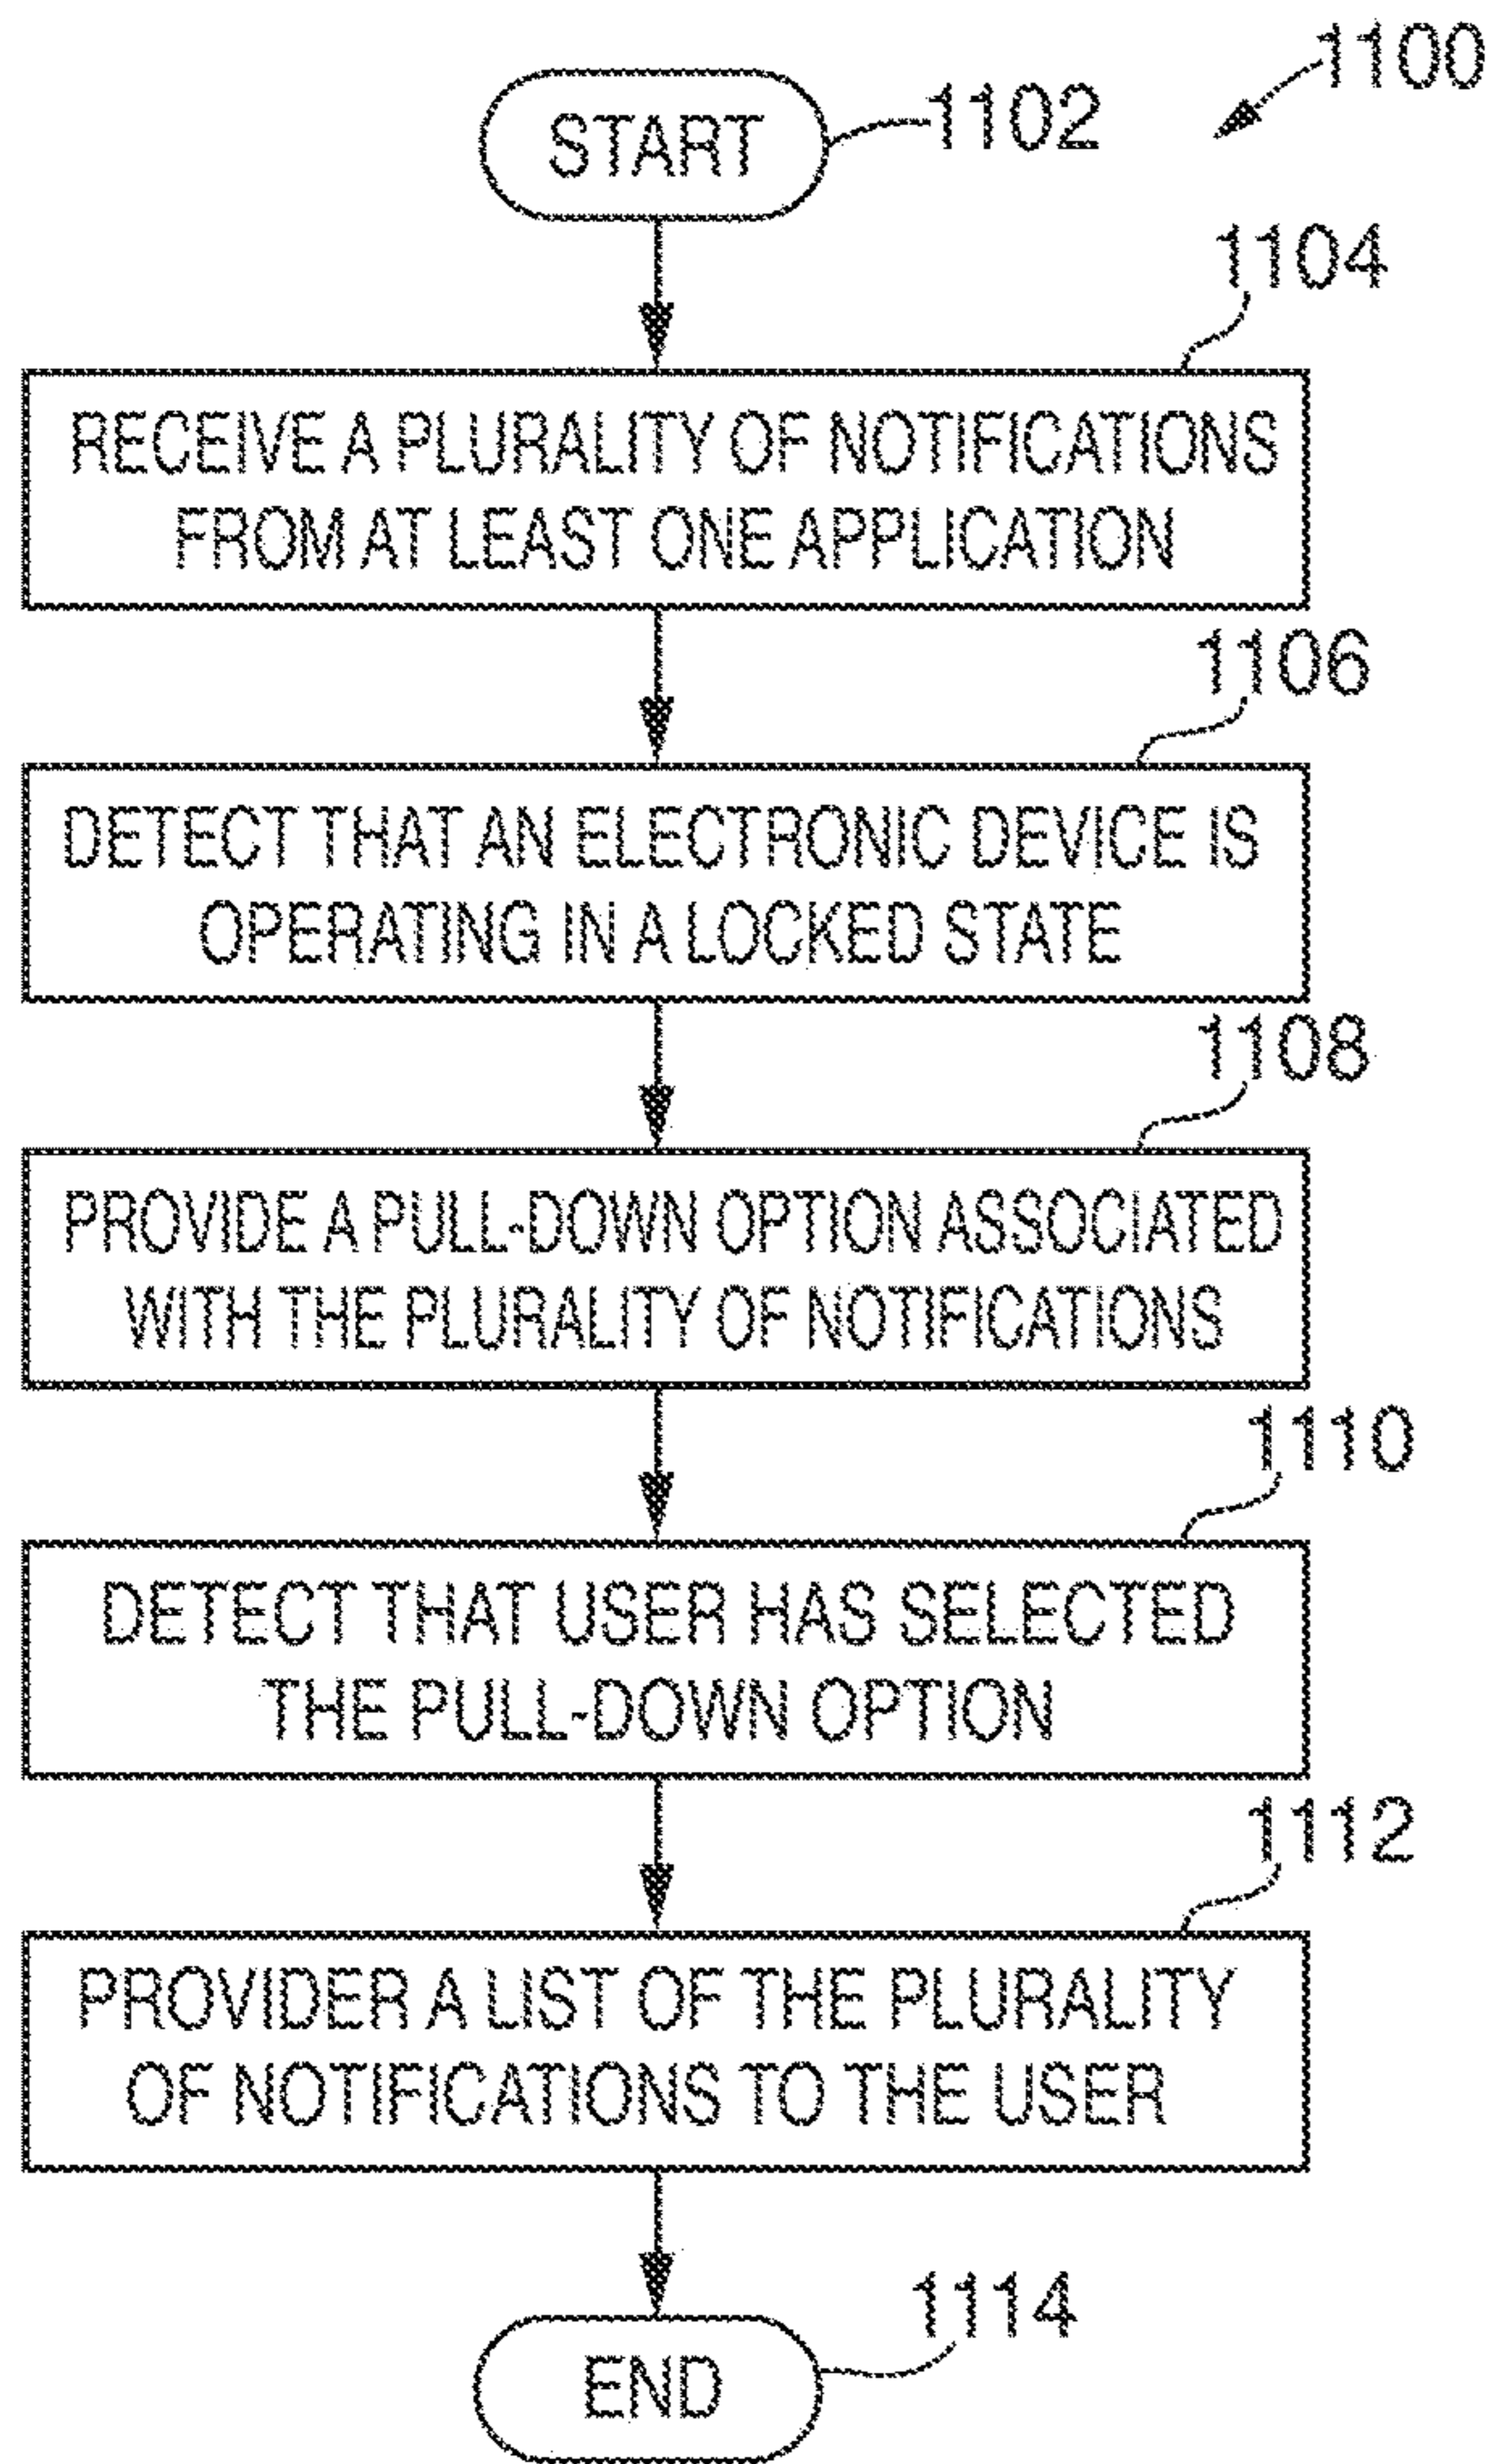 1100
START
1102
1104
RECEIVE A PLURALITY OF NOTIFICATIONS
FROM AT LEAST ONE APPLICATION
1106
DETECT THAT AN ELECTRONIC DEVICE IS
OPERATING IN A LOCKED STATE
1108
PROVIDE A PULL-DOWN OPTION ASSOCIATED
WITH THE PLURALITY OF NOTIFICATIONS
1110
DETECT THAT USER HAS SELECTED
THE PULL-DOWN OPTION
1112
PROVIDER A LIST OF THE PLURALITY
OF NOTIFICATIONS TO THE USER
1114
END